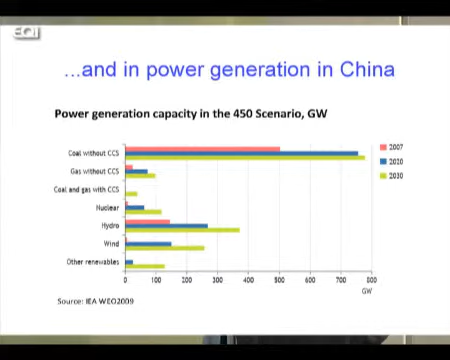 EQI
...and in power generation in China
Power generation capacity in the 450 Scenario, GW
Coal without CCS
Gas without CCS
Coal and gas with CCS
Nuclear
Hydro
Wind
Other renewables
2007
2020
2030
0 100 200 300 400 500 600 700 800
GW
Source: IEA WEO2009